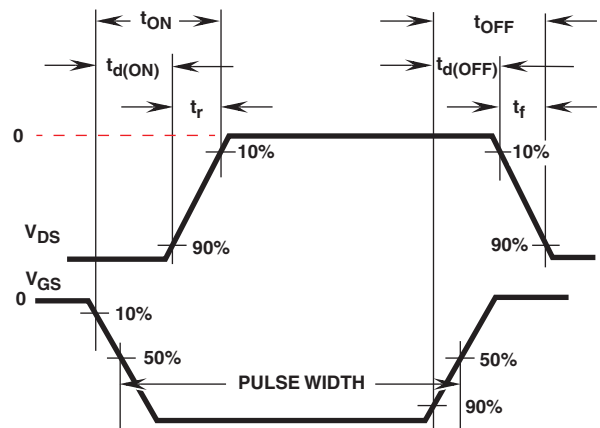 tON
tOFF
td(ON)
td(OFF)
tr
tf
0
10%
10%
VDS
90%
90%
VGS
0
10%
50%
50%
PULSE WIDTH
90%